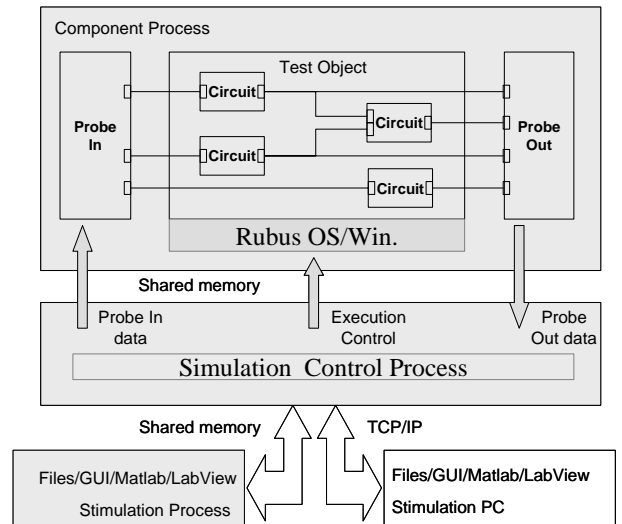 Component Process
Test Object
Probe
In
Circuit
Circuit
Circuit
Circuit
Probe
Out
Rubus OS/Win.
Shared memory
Probe In
data
Execution
Control
Probe
Out data
Simulation Control Process
Shared memory
TCP/IP
Files/GUI/Matlab/LabView
Stimulation Process
Files/GUI/Matlab/LabView
Stimulation PC